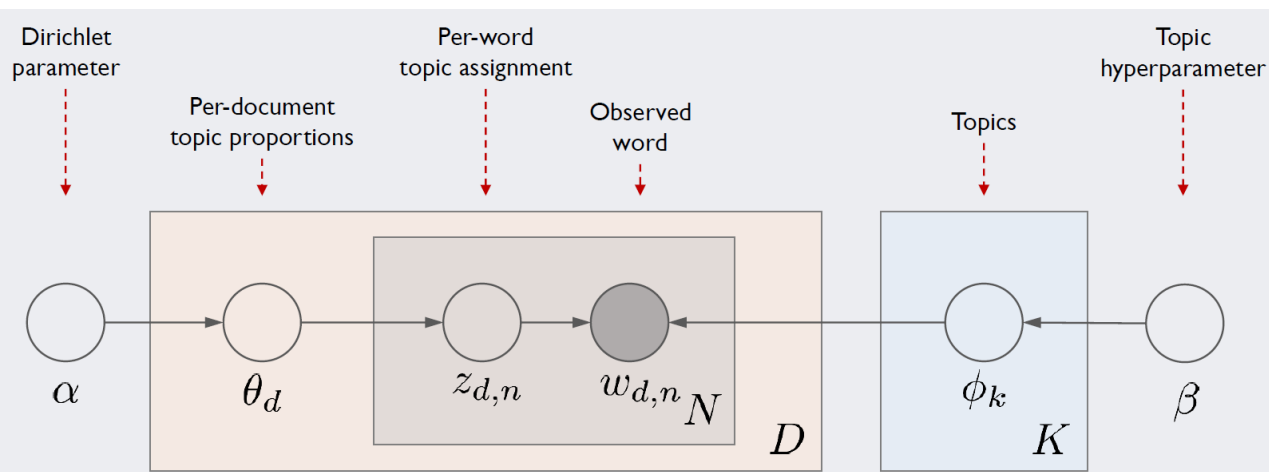 Dirichlet
parameter
Per-document
topic proportions
Per-word
topic assignment
Observed
word
Topics
Topic
hyperparameter
α
θ_d
z_{d,n}
w_{d,n}
N
D
ϕ_k
K
β